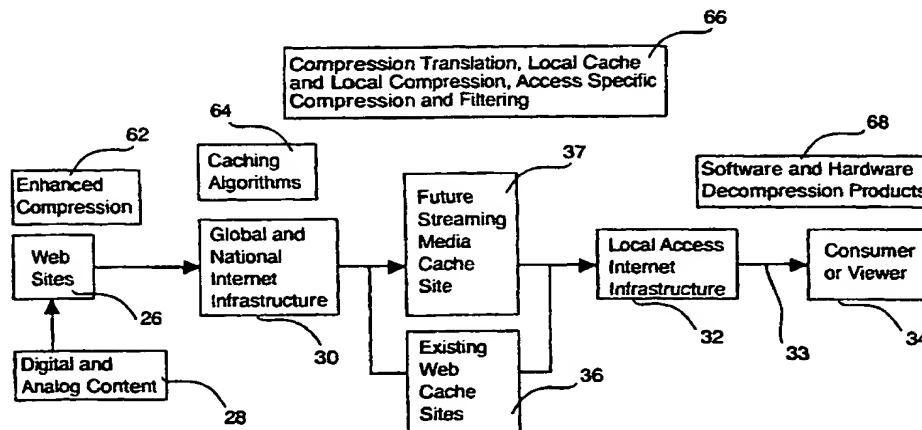 66
Compression Translation, Local Cache
and Local Compression, Access Specific
Compression and Filtering
62
Enhanced
Compression
64
Caching
Algorithms
37
Future
Streaming
Media
Cache
Site
68
Software and Hardware
Decompression Products
Web
Sites
26
Global and
National
Internet
Infrastructure
30
Local Access
Internet
Infrastructure
32
33
Consumer
or Viewer
34
Digital and
Analog Content
28
Existing
Web
Cache
Sites
36